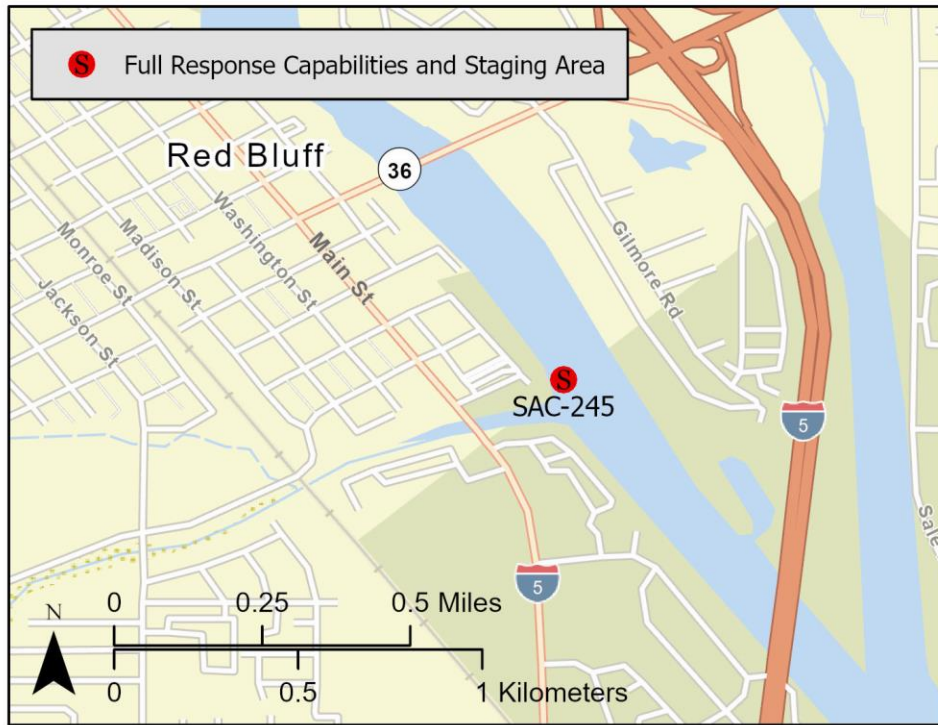 S Full Response Capabilities and Staging Area
Red Bluff
36
Washington St
Main St
Madison St
Monroe St
Jackson St
Gilmore Rd
S
SAC-245
5
5
Sale
N
0 0.25 0.5 Miles
0 0.5 1 Kilometers